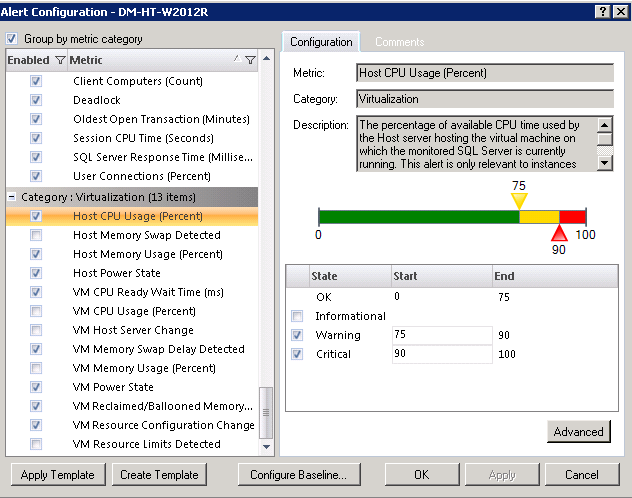 Alert Configuration - DM-HT-W2012R
Group by metric category
Enabled Metric
Client Computers (Count)
Deadlock
Oldest Open Transaction (Minutes)
Session CPU Time (Seconds)
SQL Server Response Time (Millise...
User Connections (Percent)
Category : Virtualization (13 items)
Host CPU Usage (Percent)
Host Memory Swap Detected
Host Memory Usage (Percent)
Host Power State
VM CPU Ready Wait Time (ms)
VM CPU Usage (Percent)
VM Host Server Change
VM Memory Swap Delay Detected
VM Memory Usage (Percent)
VM Power State
VM Reclaimed/Ballooned Memory...
VM Resource Configuration Change
VM Resource Limits Detected
Configuration Comments
Metric: Host CPU Usage (Percent)
Category: Virtualization
Description: The percentage of available CPU time used by
the Host server hosting the virtual machine on
which the monitored SQL Server is currently
running. This alert is only relevant to instances
75
0 100
90
State Start End
OK 0 75
Informational
Warning 75 90
Critical 90 100
Advanced
Apply Template Create Template Configure Baseline... OK Apply Cancel